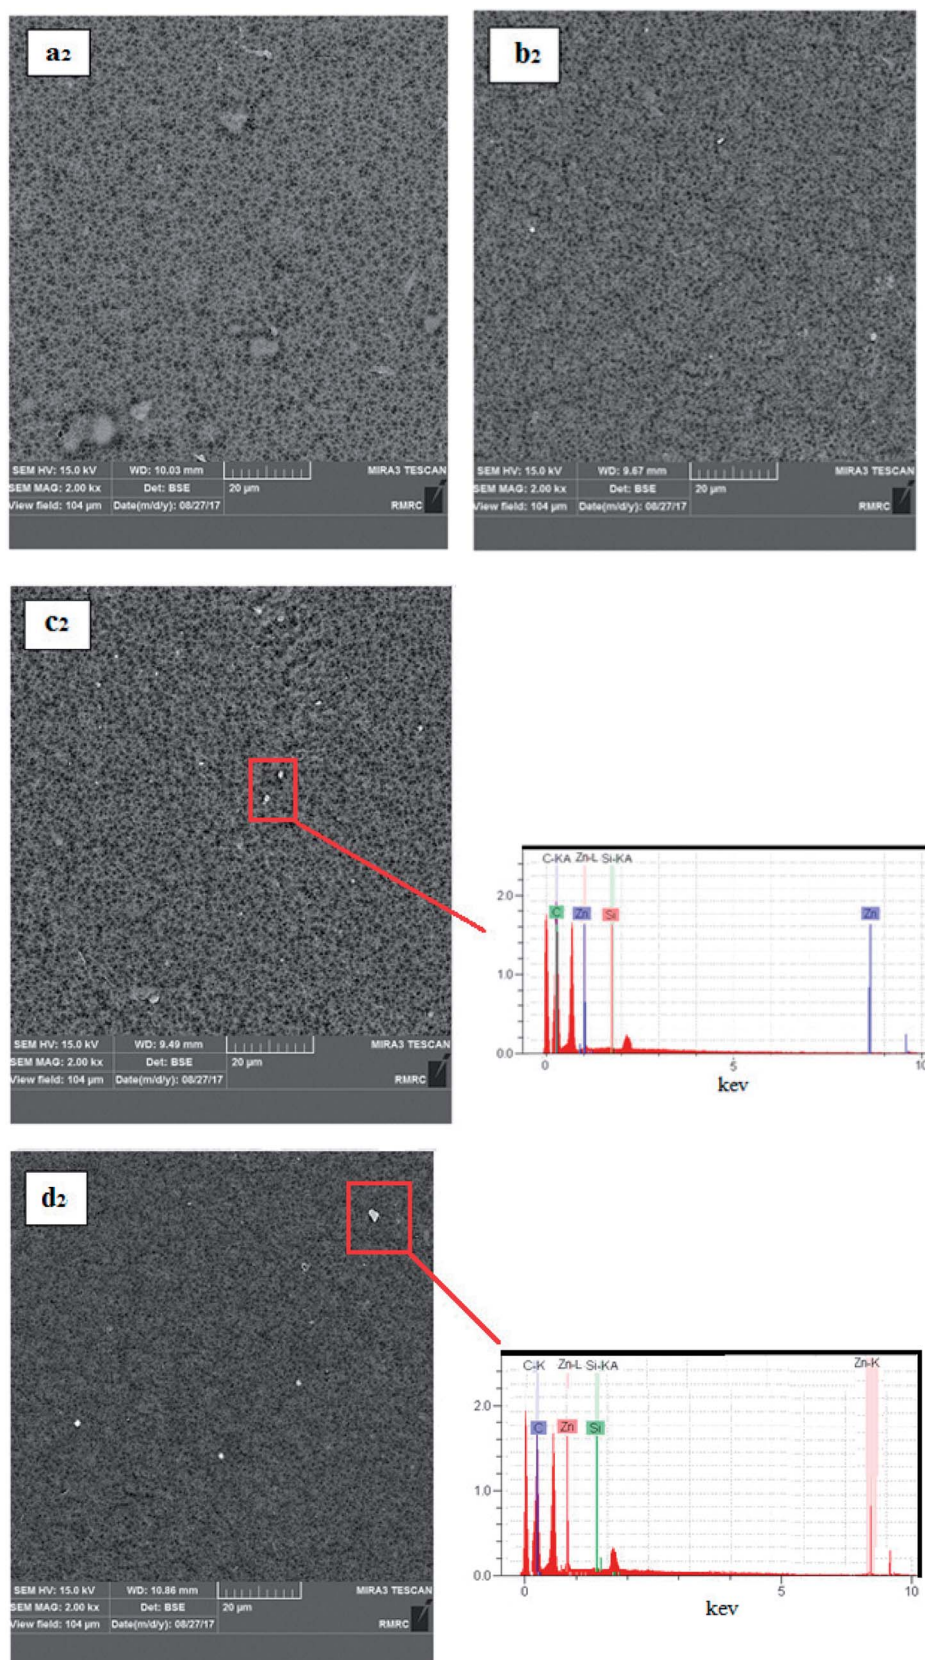 a2
SEM HV: 15.0 kV WD: 10.03 mm MIRA3 TESCAN
SEM MAG: 2.00 kx Det: BSE 20 µm
View field: 104 µm Date(m/d/y): 08/27/17 RMRC
b2
SEM HV: 15.0 kV WD: 9.67 mm MIRA3 TESCAN
SEM MAG: 2.00 kx Det: BSE 20 µm
View field: 104 µm Date(m/d/y): 08/27/17 RMRC
c2
SEM HV: 15.0 kV WD: 9.49 mm MIRA3 TESCAN
SEM MAG: 2.00 kx Det: BSE 20 µm
View field: 104 µm Date(m/d/y): 08/27/17 RMRC
C-KA Zn-L Si-KA
2.0
C Zn Si Zn
1.0
0.0
0 5 10
kev
d2
SEM HV: 15.0 kV WD: 10.86 mm MIRA3 TESCAN
SEM MAG: 2.00 kx Det: BSE 20 µm
View field: 104 µm Date(m/d/y): 08/27/17 RMRC
C-K Zn-L Si-KA Zn-K
2.0
C Zn Si
1.0
0.0
0 5 10
kev